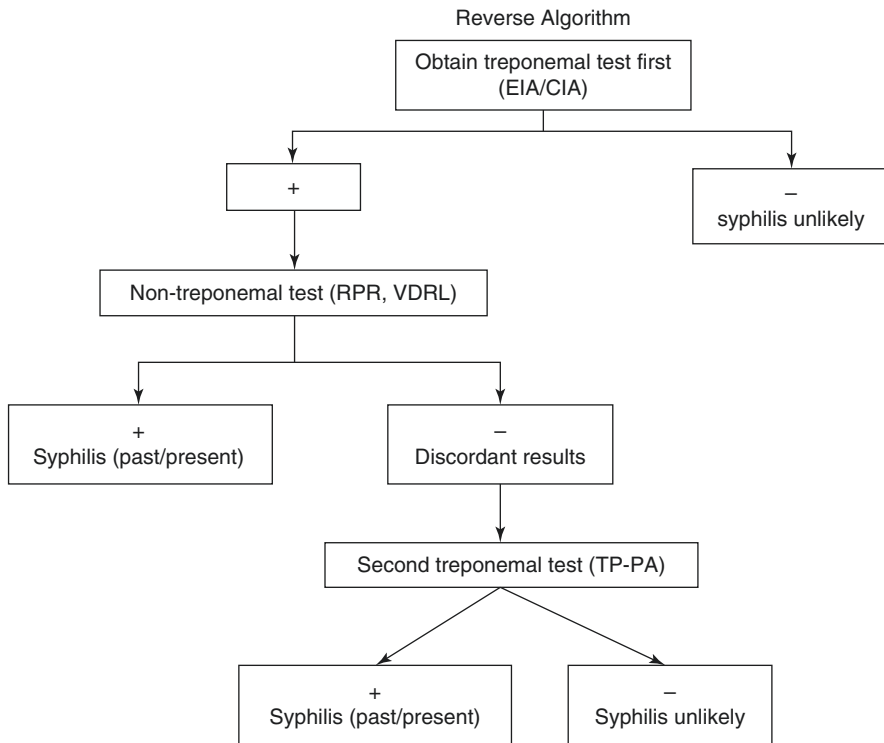 Reverse Algorithm
Obtain treponemal test first
(EIA/CIA)
+
–
syphilis unlikely
Non-treponemal test (RPR, VDRL)
+
Syphilis (past/present)
–
Discordant results
Second treponemal test (TP-PA)
+
Syphilis (past/present)
–
Syphilis unlikely